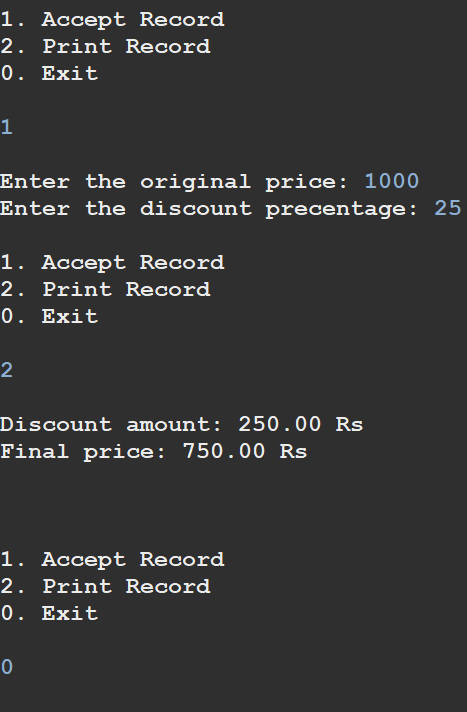 1. Accept Record
2. Print Record
0. Exit
1
Enter the original price: 1000
Enter the discount precentage: 25
1. Accept Record
2. Print Record
0. Exit
2
Discount amount: 250.00 Rs
Final price: 750.00 Rs
1. Accept Record
2. Print Record
0. Exit
0